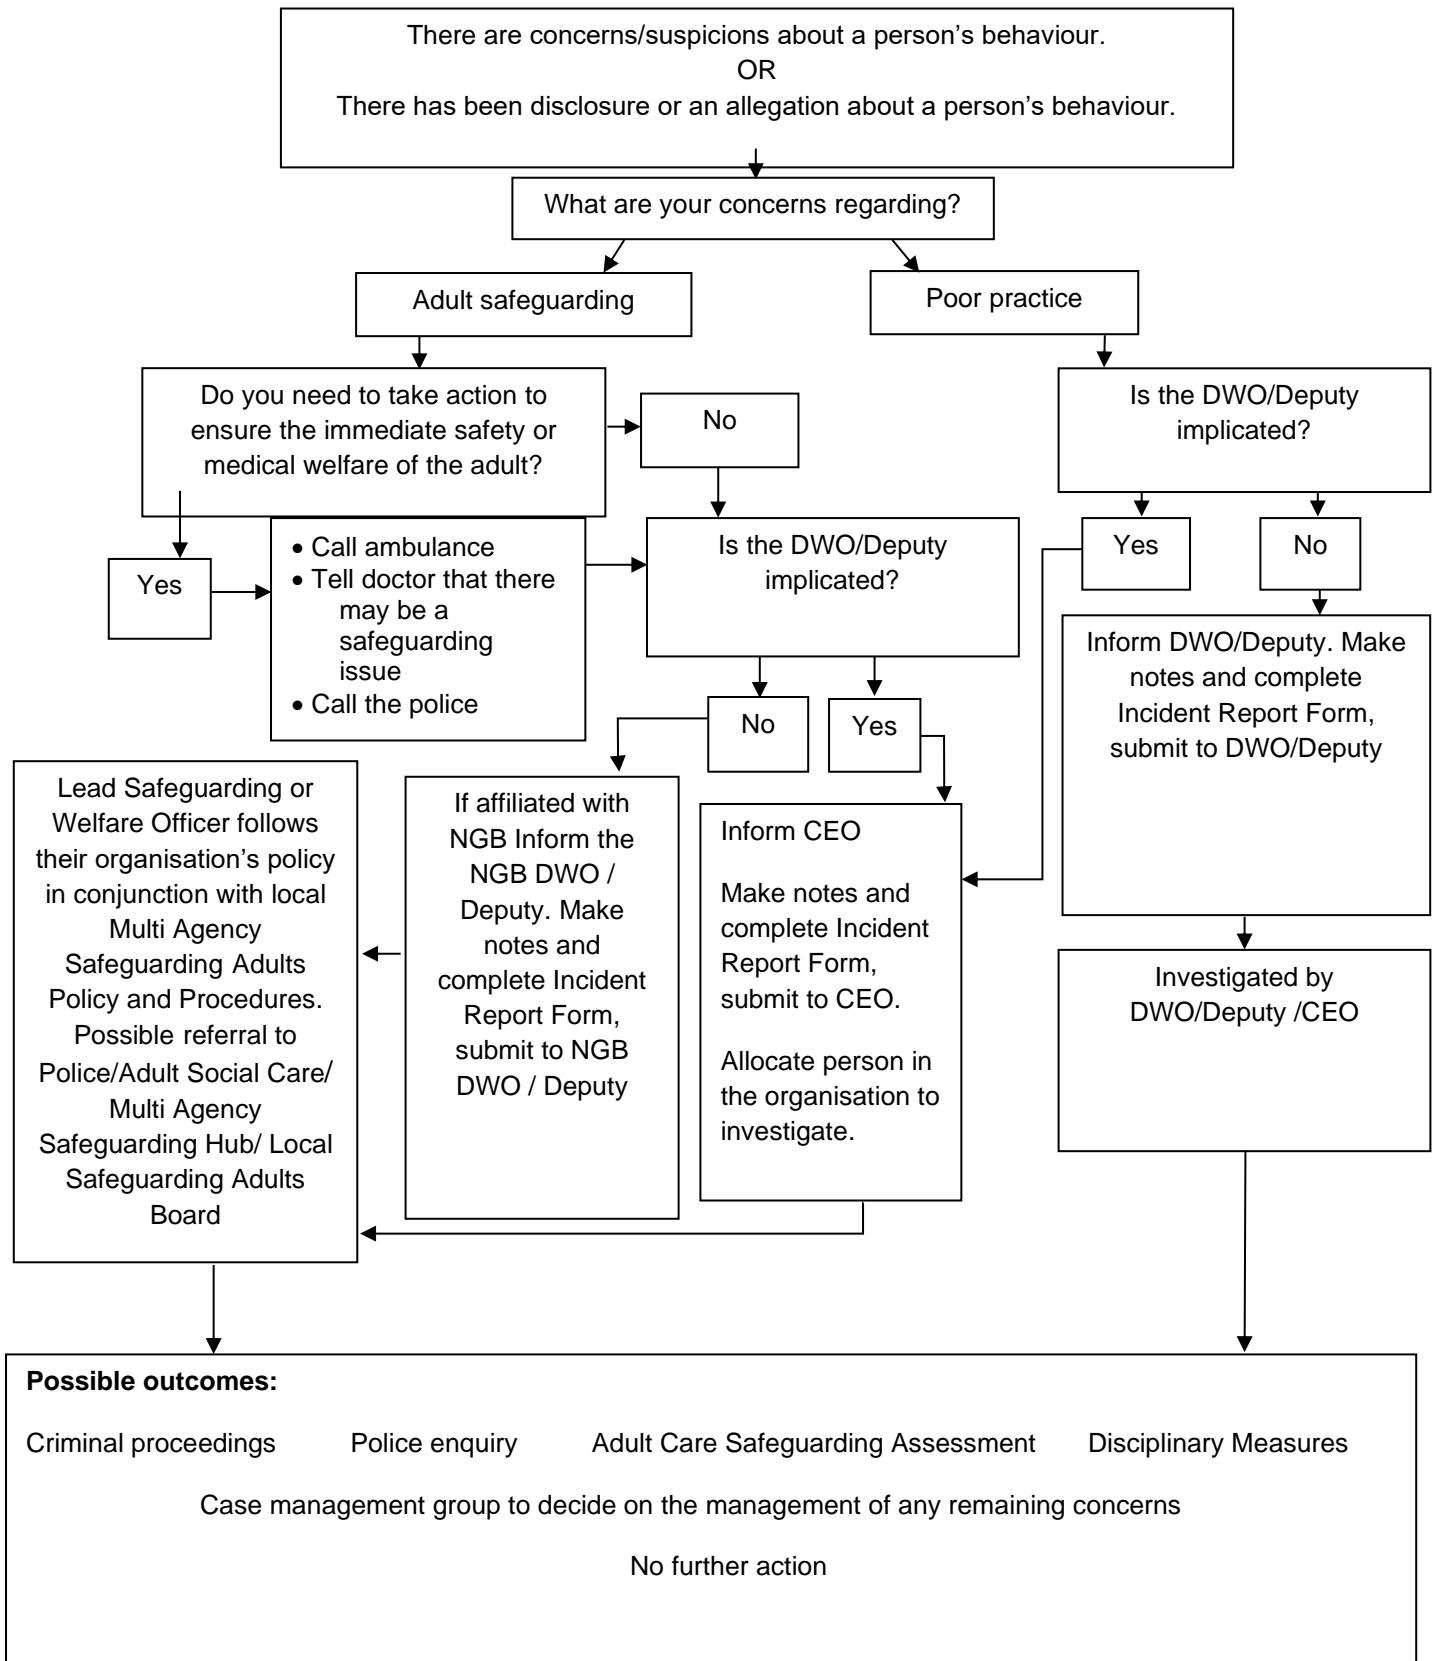 There are concerns/suspicions about a person’s behaviour.
OR
There has been disclosure or an allegation about a person’s behaviour.
What are your concerns regarding?
Adult safeguarding
Poor practice
Do you need to take action to
ensure the immediate safety or
medical welfare of the adult?
No
Is the DWO/Deputy
implicated?
Yes
• Call ambulance
• Tell doctor that there
may be a
safeguarding
issue
• Call the police
Is the DWO/Deputy
implicated?
Yes
No
No
Yes
Inform DWO/Deputy. Make
notes and complete
Incident Report Form,
submit to DWO/Deputy
Lead Safeguarding or
Welfare Officer follows
their organisation’s policy
in conjunction with local
Multi Agency
Safeguarding Adults
Policy and Procedures.
Possible referral to
Police/Adult Social Care/
Multi Agency
Safeguarding Hub/ Local
Safeguarding Adults
Board
If affiliated with
NGB Inform the
NGB DWO /
Deputy. Make
notes and
complete Incident
Report Form,
submit to NGB
DWO / Deputy
Inform CEO
Make notes and
complete Incident
Report Form,
submit to CEO.
Allocate person in
the organisation to
investigate.
Investigated by
DWO/Deputy /CEO
Possible outcomes:
Criminal proceedings Police enquiry Adult Care Safeguarding Assessment Disciplinary Measures
Case management group to decide on the management of any remaining concerns
No further action